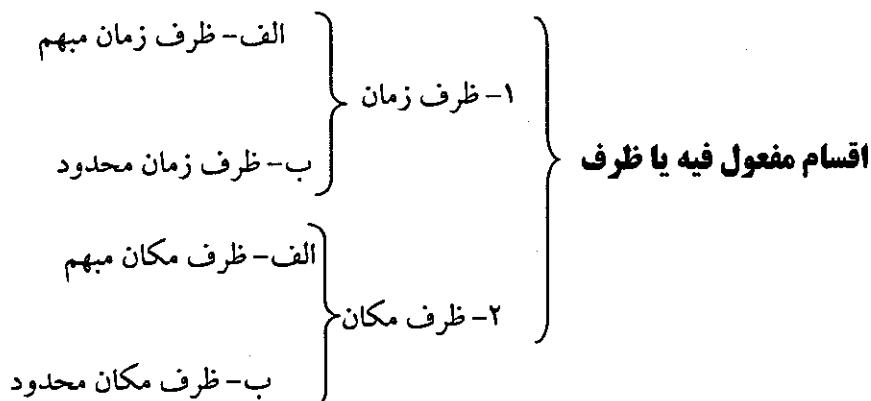 اقسام مفعول فیه یا ظرف
۱- ظرف زمان
الف- ظرف زمان مبهم
ب- ظرف زمان محدود
۲- ظرف مکان
الف- ظرف مکان مبهم
ب- ظرف مکان محدود